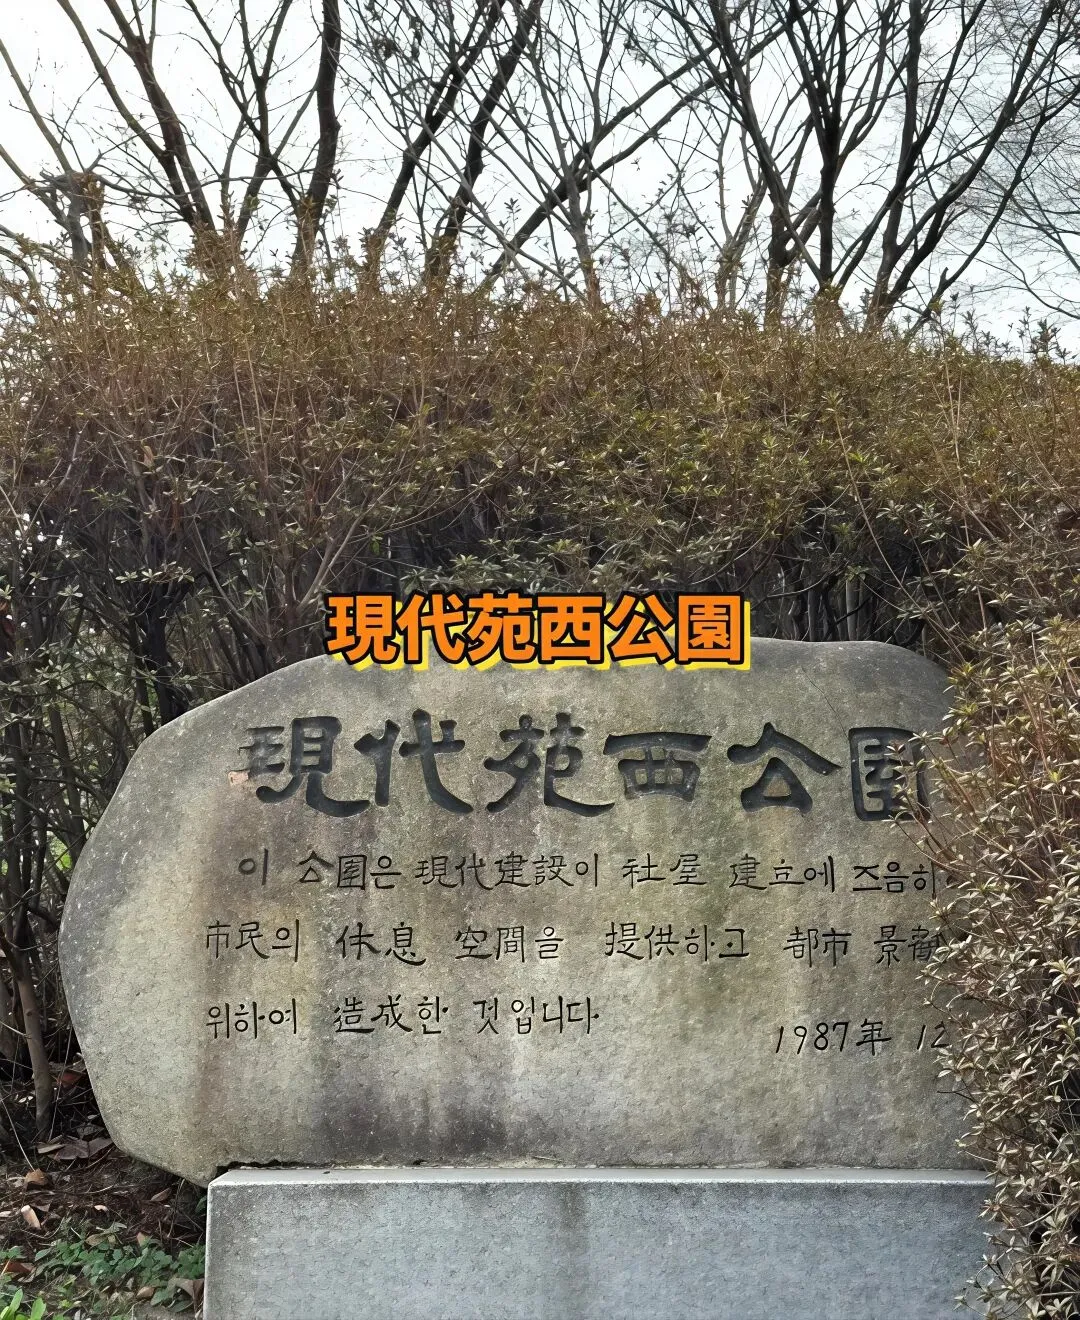 現代苑西公園
現代苑西公園
이 公園은 現代建設이 社屋 建立에 즈음하
市民의 休息 空間을 提供하고 都市 景觀
위하여 造成한 것입니다
1987年 12